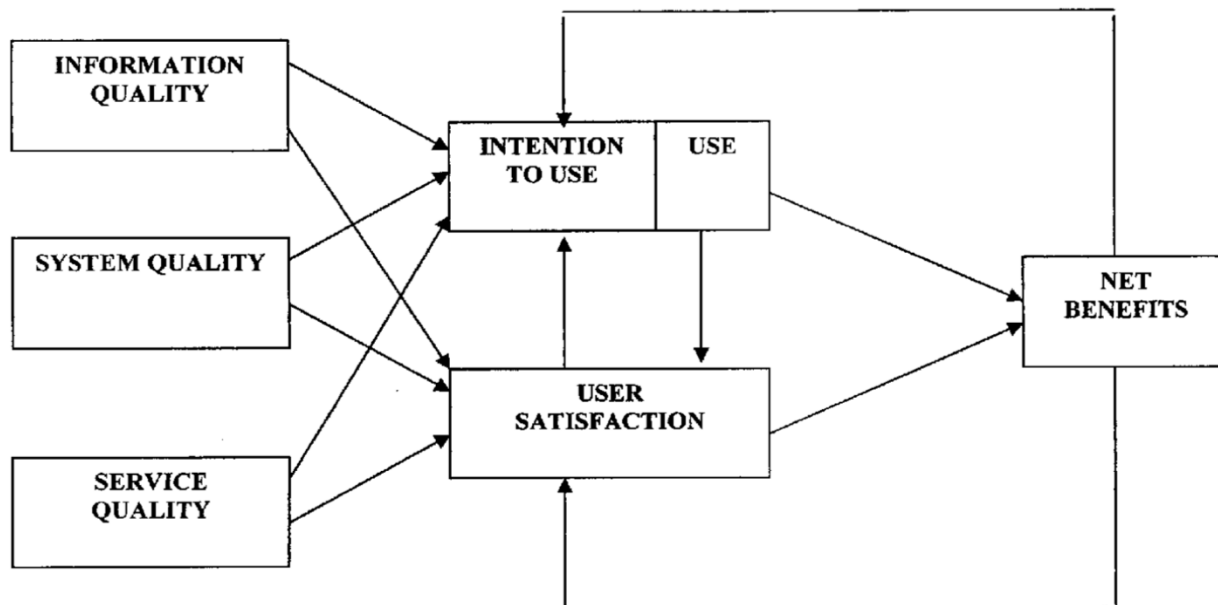 INFORMATION
QUALITY
INTENTION
TO USE
USE
SYSTEM QUALITY
NET
BENEFITS
USER
SATISFACTION
SERVICE
QUALITY